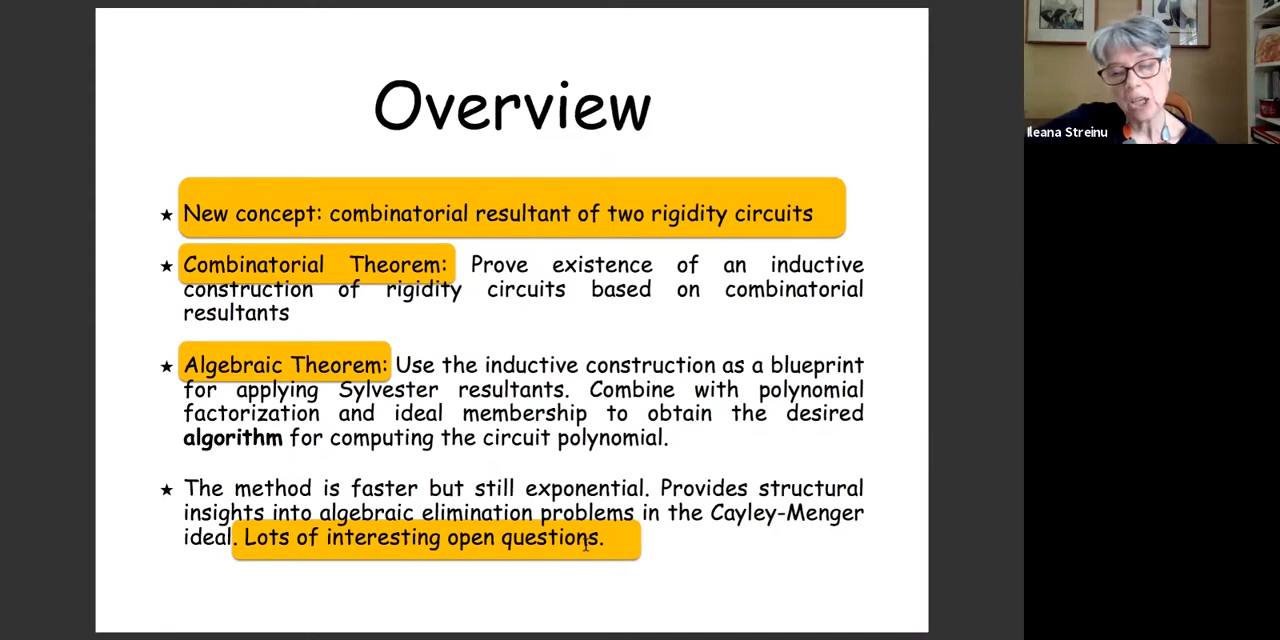 Overview
★ New concept: combinatorial resultant of two rigidity circuits
★ Combinatorial Theorem: Prove existence of an inductive
construction of rigidity circuits based on combinatorial
resultants
★ Algebraic Theorem: Use the inductive construction as a blueprint
for applying Sylvester resultants. Combine with polynomial
factorization and ideal membership to obtain the desired
algorithm for computing the circuit polynomial.
★ The method is faster but still exponential. Provides structural
insights into algebraic elimination problems in the Cayley-Menger
ideal. Lots of interesting open questions.
Ileana Streinu